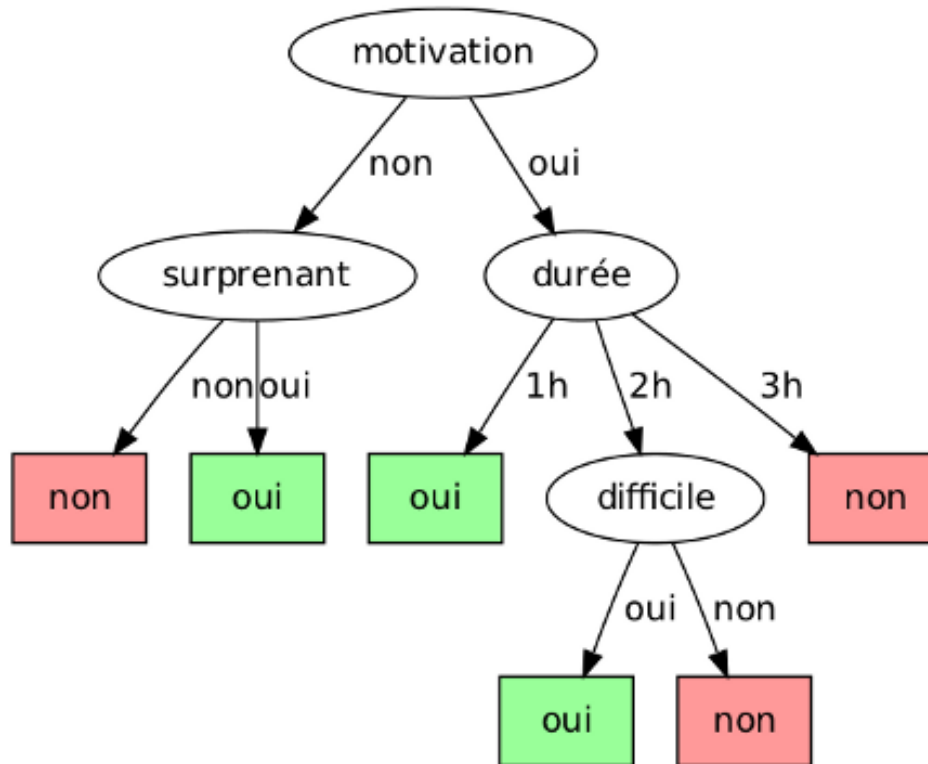 motivation
non
oui
surprenant
durée
non
oui
1h
2h
3h
non
oui
oui
difficile
non
oui
non
oui
non